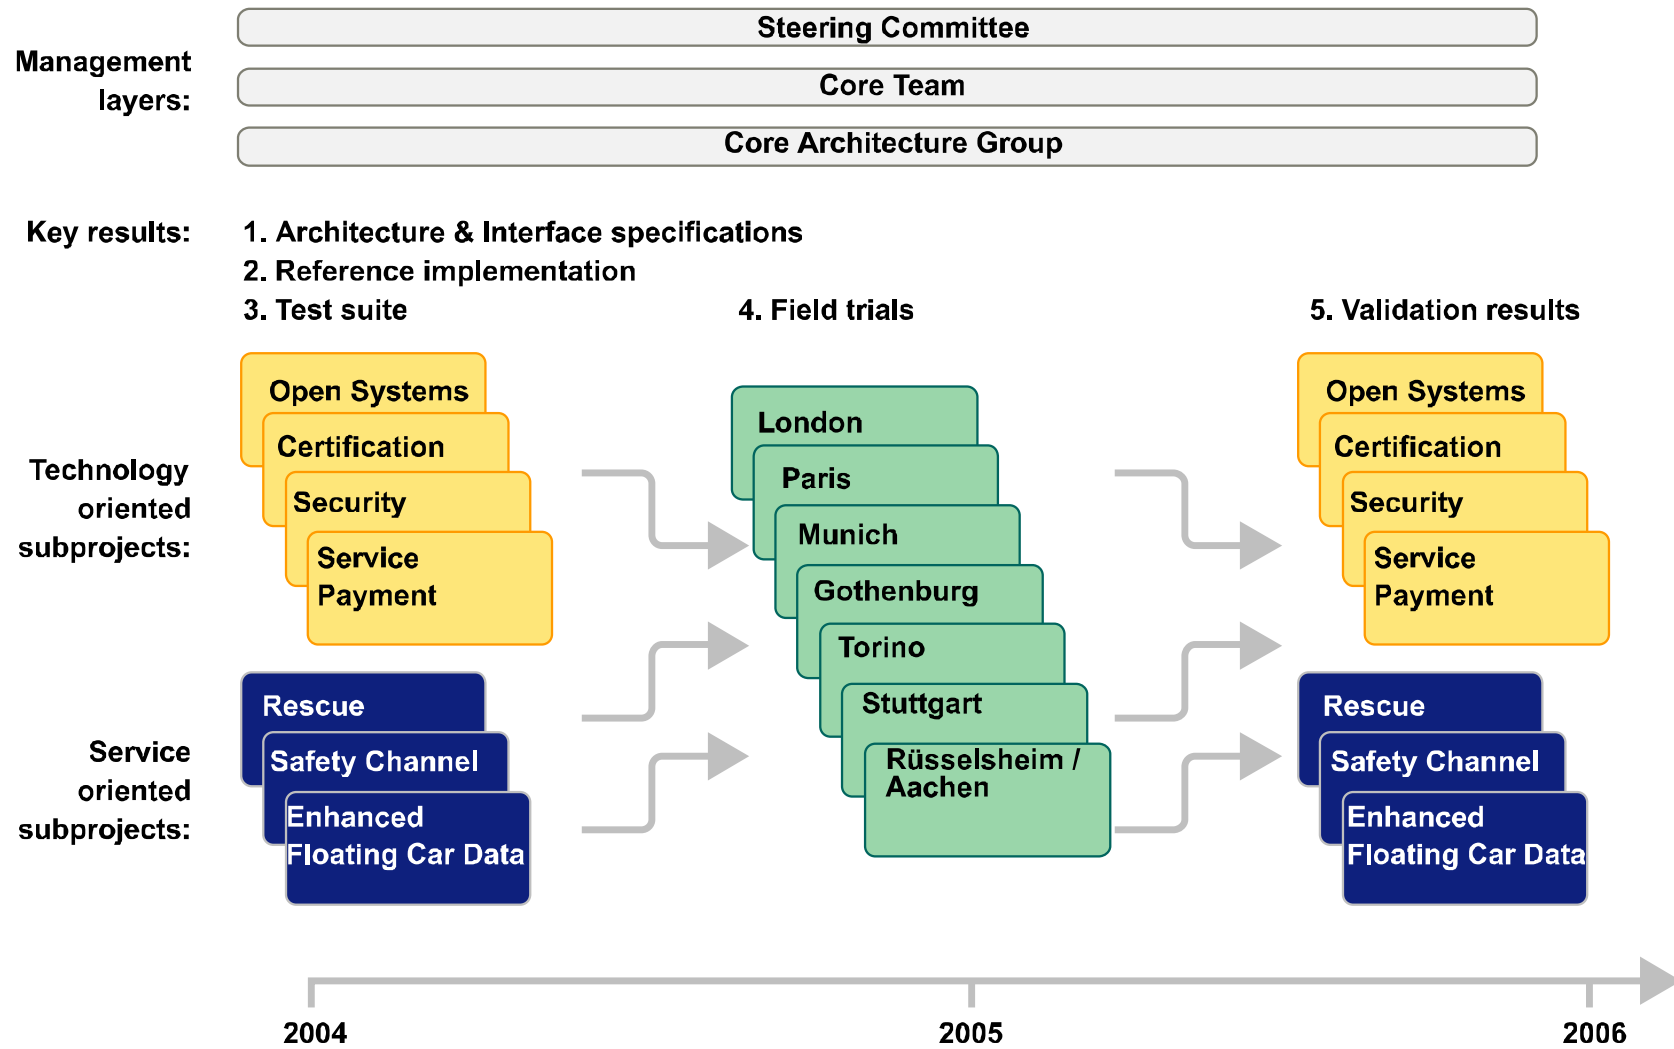 Steering Committee
Management
layers:
Core Team
Core Architecture Group
Key results:
1. Architecture & Interface specifications
2. Reference implementation
3. Test suite
4. Field trials
5. Validation results
Technology
oriented
subprojects:
Open Systems
Certification
Security
Service
Payment
London
Paris
Munich
Gothenburg
Torino
Stuttgart
Rüsselsheim /
Aachen
Open Systems
Certification
Security
Service
Payment
Service
oriented
subprojects:
Rescue
Safety Channel
Enhanced
Floating Car Data
Rescue
Safety Channel
Enhanced
Floating Car Data
2004
2005
2006